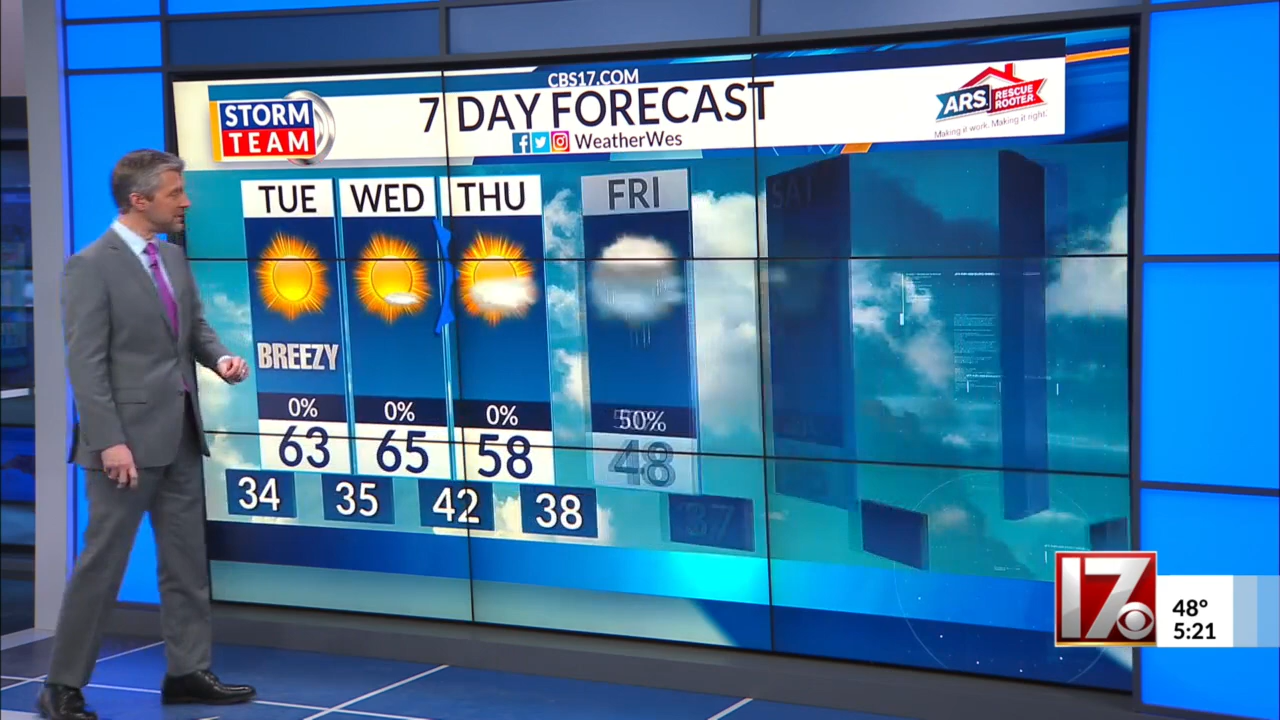 CBS17.COM
STORM
TEAM
7 DAY FORECAST
WeatherWes
ARS
RESCUE
ROOTER
Making it work. Making it right.
TUE WED THU FRI SAT
BREEZY
0% 0% 0% 50%
63 65 58 48
34 35 42 38 37
17
48°
5:21